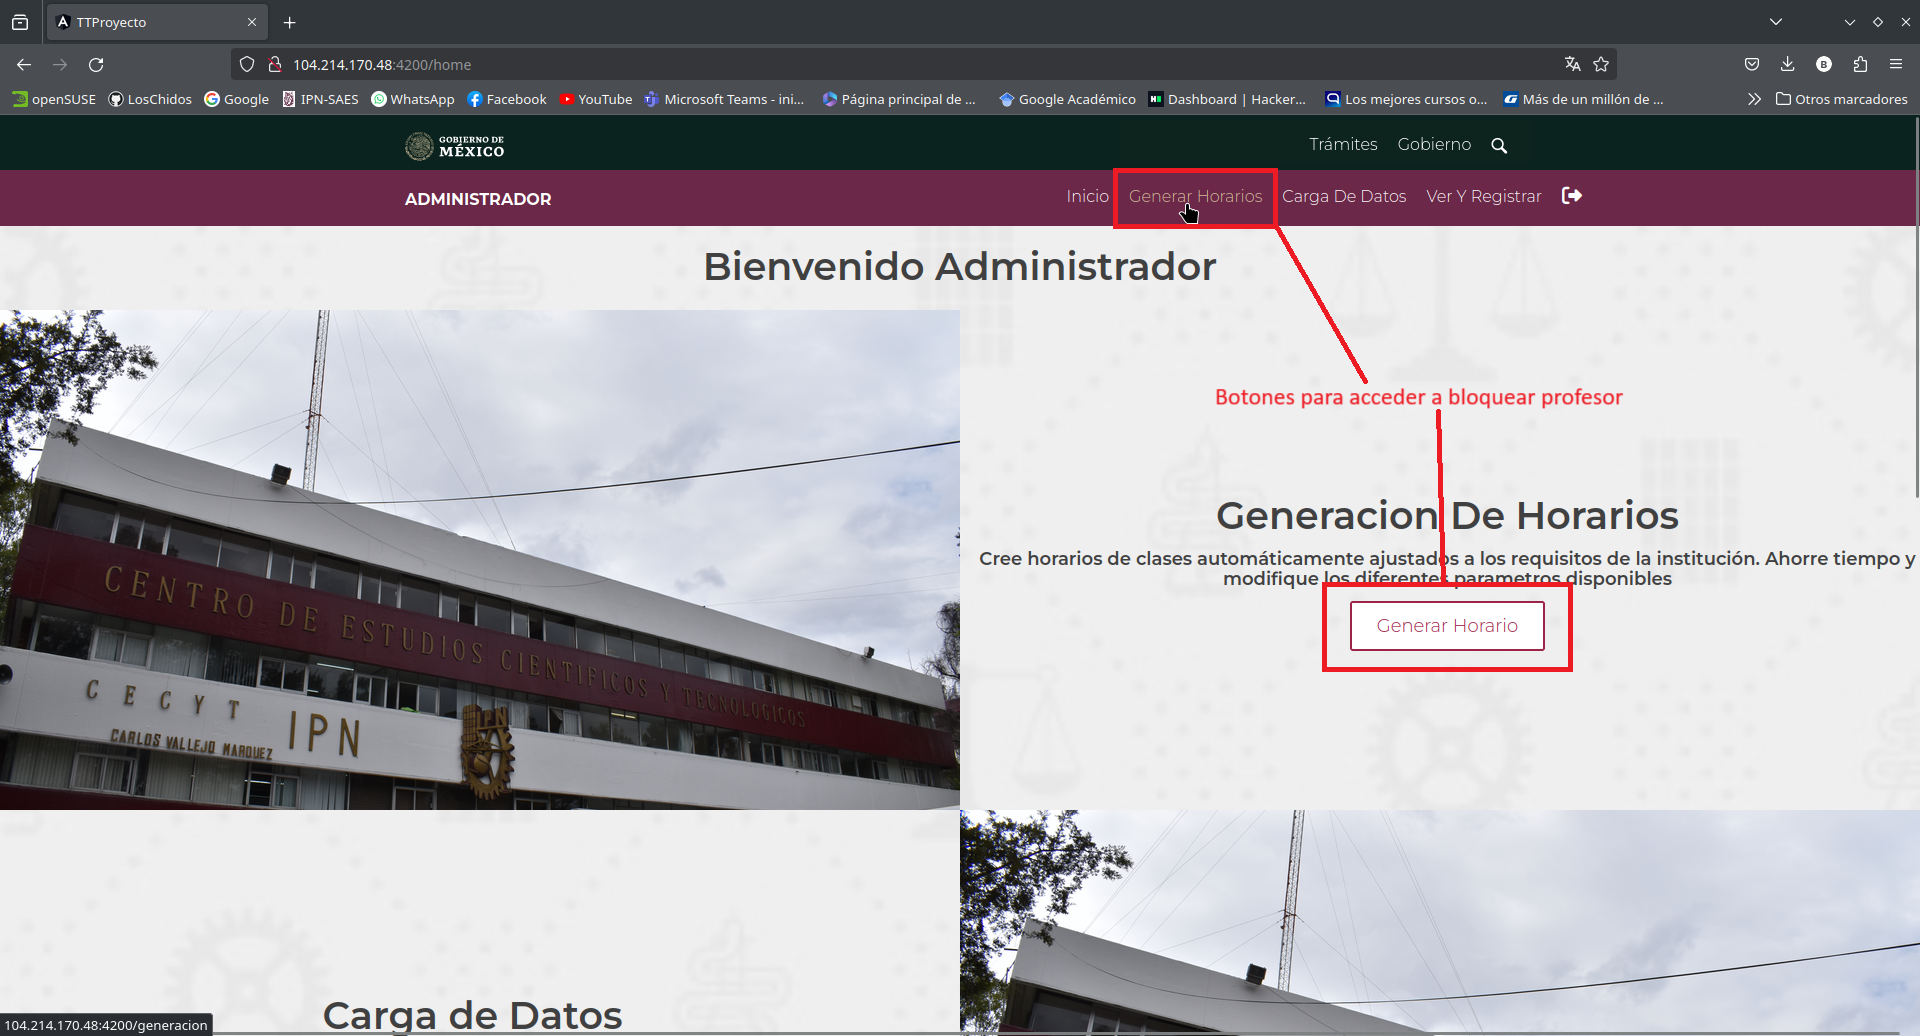 TTProyecto
104.214.170.48:4200/home
openSUSE LosChidos Google IPN-SAES WhatsApp Facebook YouTube Microsoft Teams - ini... Página principal de ... Google Académico Dashboard | Hacker... Los mejores cursos o... Más de un millón de ... Otros marcadores
GOBIERNO DE
MÉXICO
Trámites Gobierno
ADMINISTRADOR
Inicio Generar Horarios Carga De Datos Ver Y Registrar
Bienvenido Administrador
Botones para acceder a bloquear profesor
Generacion De Horarios
Cree horarios de clases automáticamente ajustados a los requisitos de la institución. Ahorre tiempo y
modifique los diferentes parametros disponibles
Generar Horario
CENTRO DE ESTUDIOS CIENTIFICOS Y TECNOLOGICOS
CECYT IPN
CARLOS VALLEJO MARQUEZ
IPN
Carga de Datos
104.214.170.48:4200/generacion